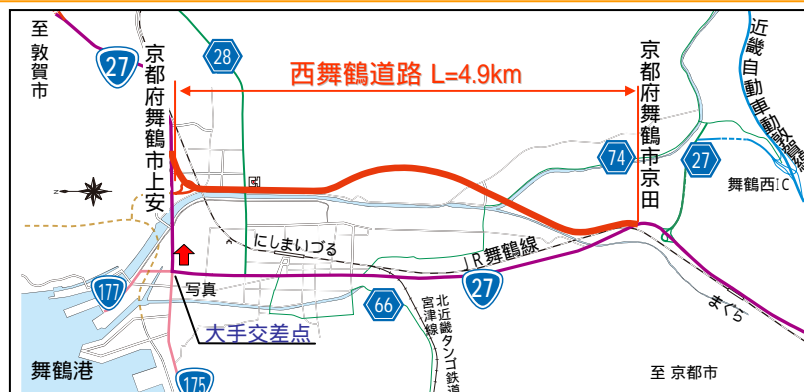 至 敦賀市
27
京都府舞鶴市上安
28
西舞鶴道路 L=4.9km
京都府舞鶴市京田
近畿自動車道敦賀線
74
27
舞鶴西IC
N
にしまいづる
JR舞鶴線
177
写真
27
66
大手交差点
北近畿タンゴ鉄道
宮津線
まぐら
舞鶴港
175
至 京都市